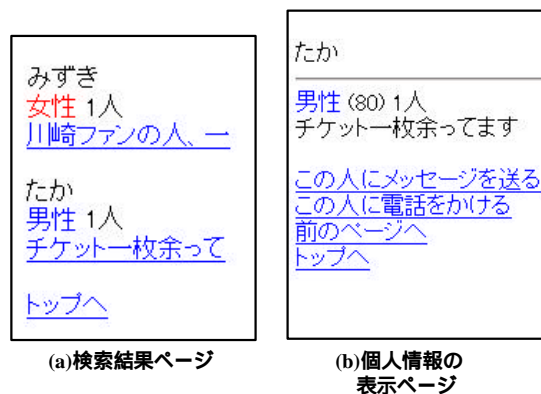 みずき
女性 1人
川崎ファンの人、一
たか
男性 1人
チケット一枚余って
トップへ
(a)検索結果ページ
たか
男性 (80) 1人
チケット一枚余ってます
この人にメッセージを送る
この人に電話をかける
前のページへ
トップへ
(b)個人情報の
表示ページ